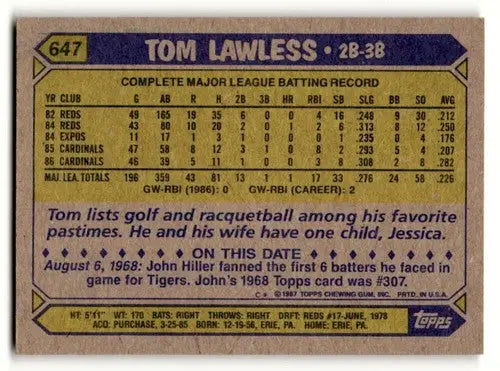 647 TOM LAWLESS • 2B-3B
COMPLETE MAJOR LEAGUE BATTING RECORD
YR CLUB G AB R H 2B 3B HR RBI SB SLG BB SO AVG
82 REDS 49 165 19 35 6 0 0 4 16 .248 9 30 .212
84 REDS 43 80 10 20 2 0 1 2 6 .313 8 12 .250
84 EXPOS 11 17 1 3 1 0 0 0 1 .235 0 4 .176
85 CARDINALS 47 58 8 12 3 1 0 8 2 .293 5 4 .207
86 CARDINALS 46 39 5 11 1 0 0 3 8 .308 2 8 .282
MAJ. LEA. TOTALS 196 359 43 81 13 1 1 17 33 .276 24 58 .226
GW-RBI (1986): 0 GW-RBI (CAREER): 2
Tom lists golf and racquetball among his favorite
pastimes. He and his wife have one child, Jessica.
ON THIS DATE
August 6, 1968: John Hiller fanned the first 6 batters he faced in
game for Tigers. John's 1968 Topps card was #307.
© 1987 TOPPS CHEWING GUM, INC. PRTD. IN U.S.A.
HT: 5'11" WT: 170 BATS: RIGHT THROWS: RIGHT DRFT: REDS #17-JUNE, 1978
ACQ: PURCHASE, 3-25-85 BORN: 12-19-56, ERIE, PA. HOME: ERIE, PA.
Topps